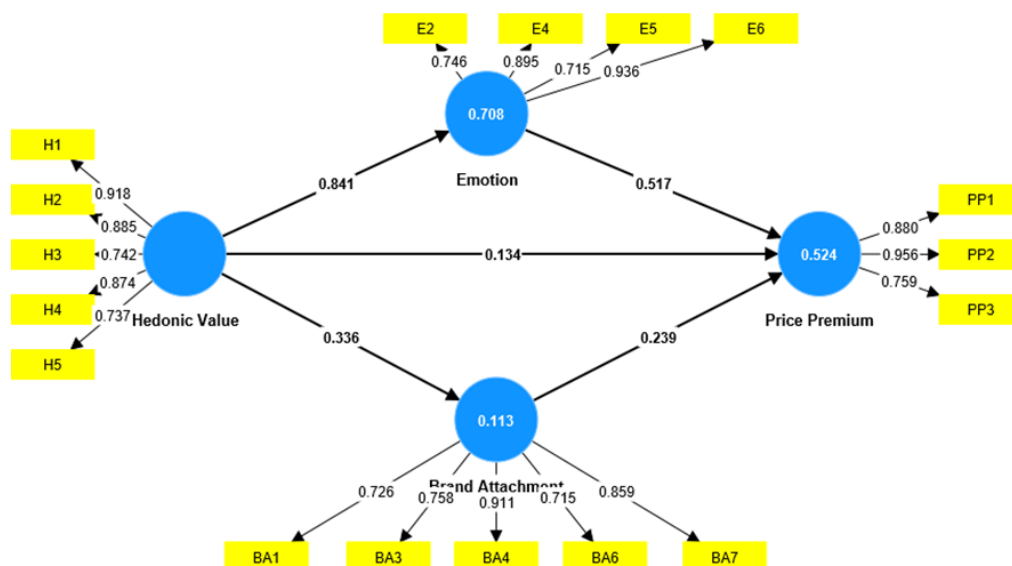 E2
E4
E5
E6
0.746
0.895
0.715
0.936
0.708
Emotion
H1
H2
H3
H4
H5
0.918
0.885
0.742
0.874
0.737
Hedonic Value
0.841
0.517
0.134
0.336
0.239
0.524
Price Premium
0.880
0.956
0.759
PP1
PP2
PP3
0.113
Brand Attachment
0.726
0.758
0.911
0.715
0.859
BA1
BA3
BA4
BA6
BA7